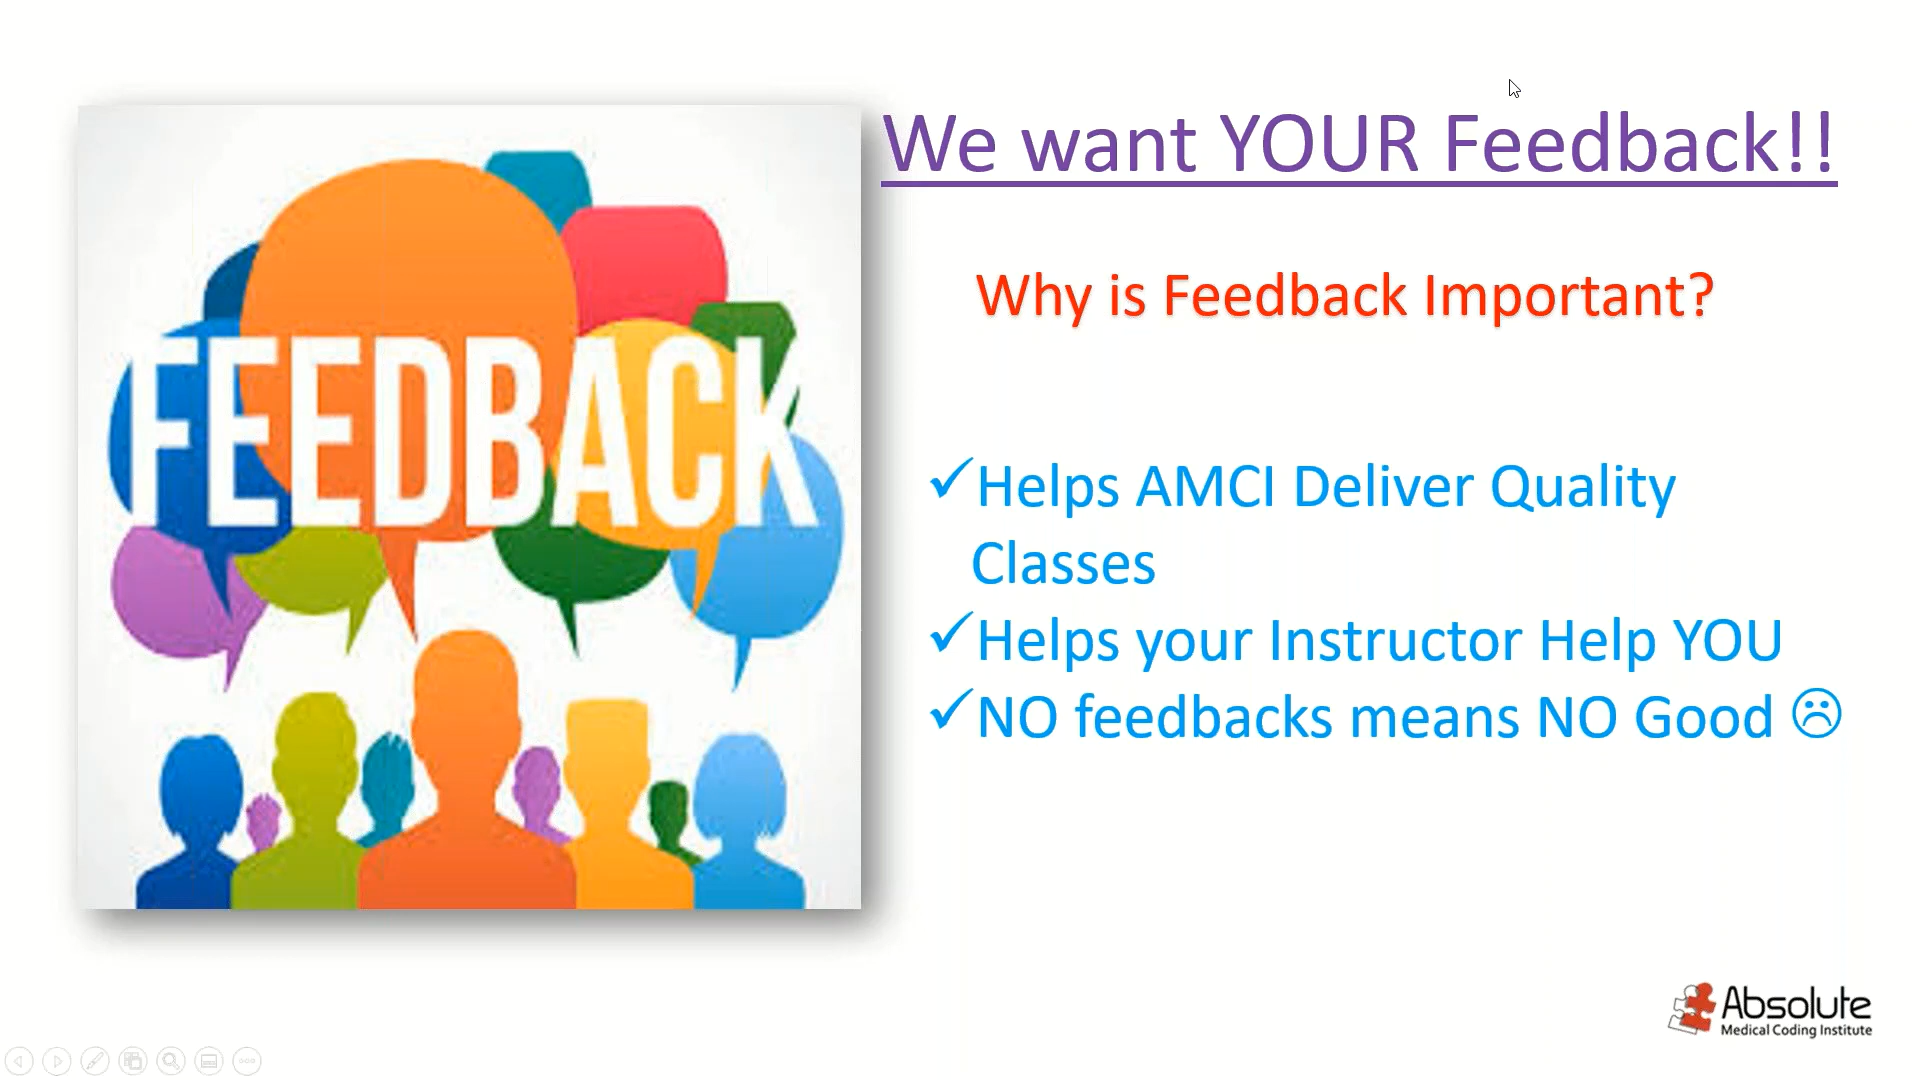 We want YOUR Feedback!!
FEEDBACK
Why is Feedback Important?
✓Helps AMCI Deliver Quality
Classes
✓Helps your Instructor Help YOU
✓NO feedbacks means NO Good ☹
Absolute
Medical Coding Institute